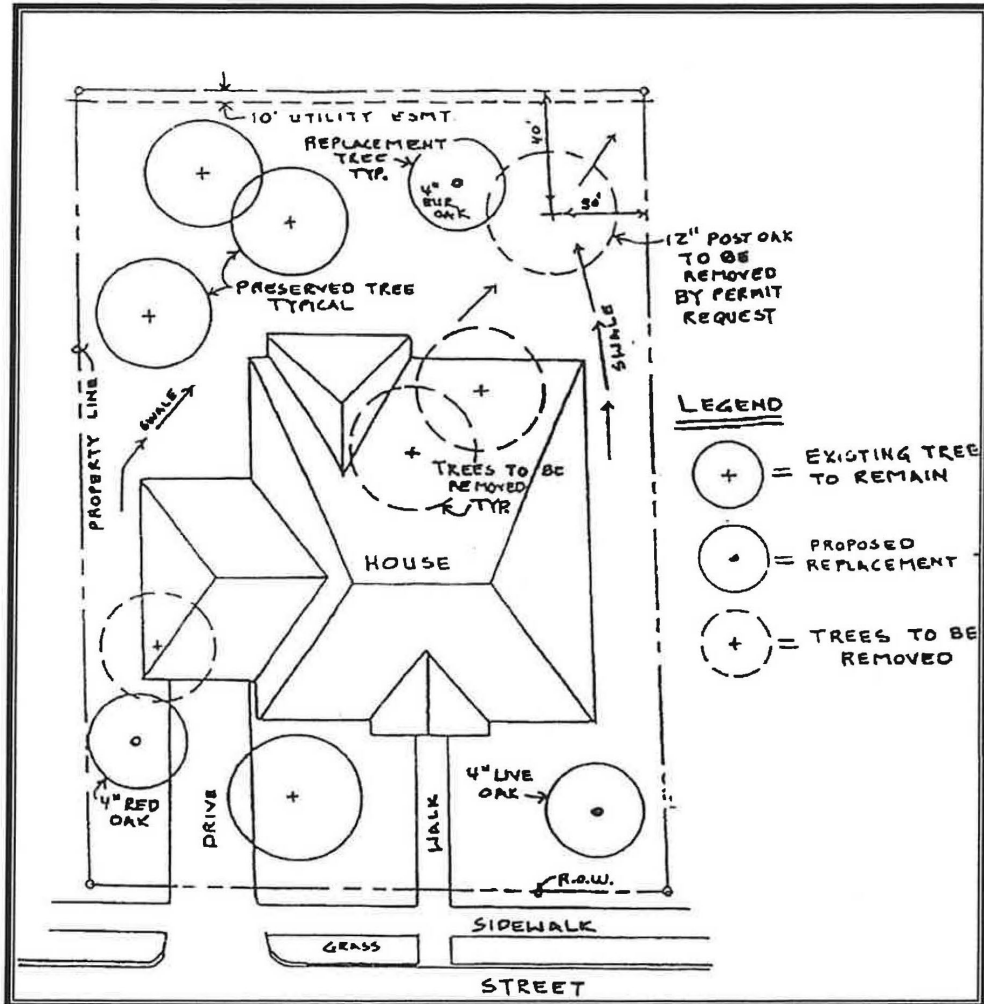 10' UTILITY ESMT.
REPLACEMENT
TREE
TYP.
4"
BUR
OAK
40'
30'
12" POST OAK
TO BE
REMOVED
BY PERMIT
REQUEST
PRESERVED TREE
TYPICAL
SWALE
SWALE
PROPERTY LINE
TREES TO BE
REMOVED
TYP.
HOUSE
LEGEND
= EXISTING TREE
TO REMAIN
= PROPOSED
REPLACEMENT
= TREES TO BE
REMOVED
4" RED
OAK
DRIVE
WALK
4" LIVE
OAK
R.O.W.
SIDEWALK
GRASS
STREET